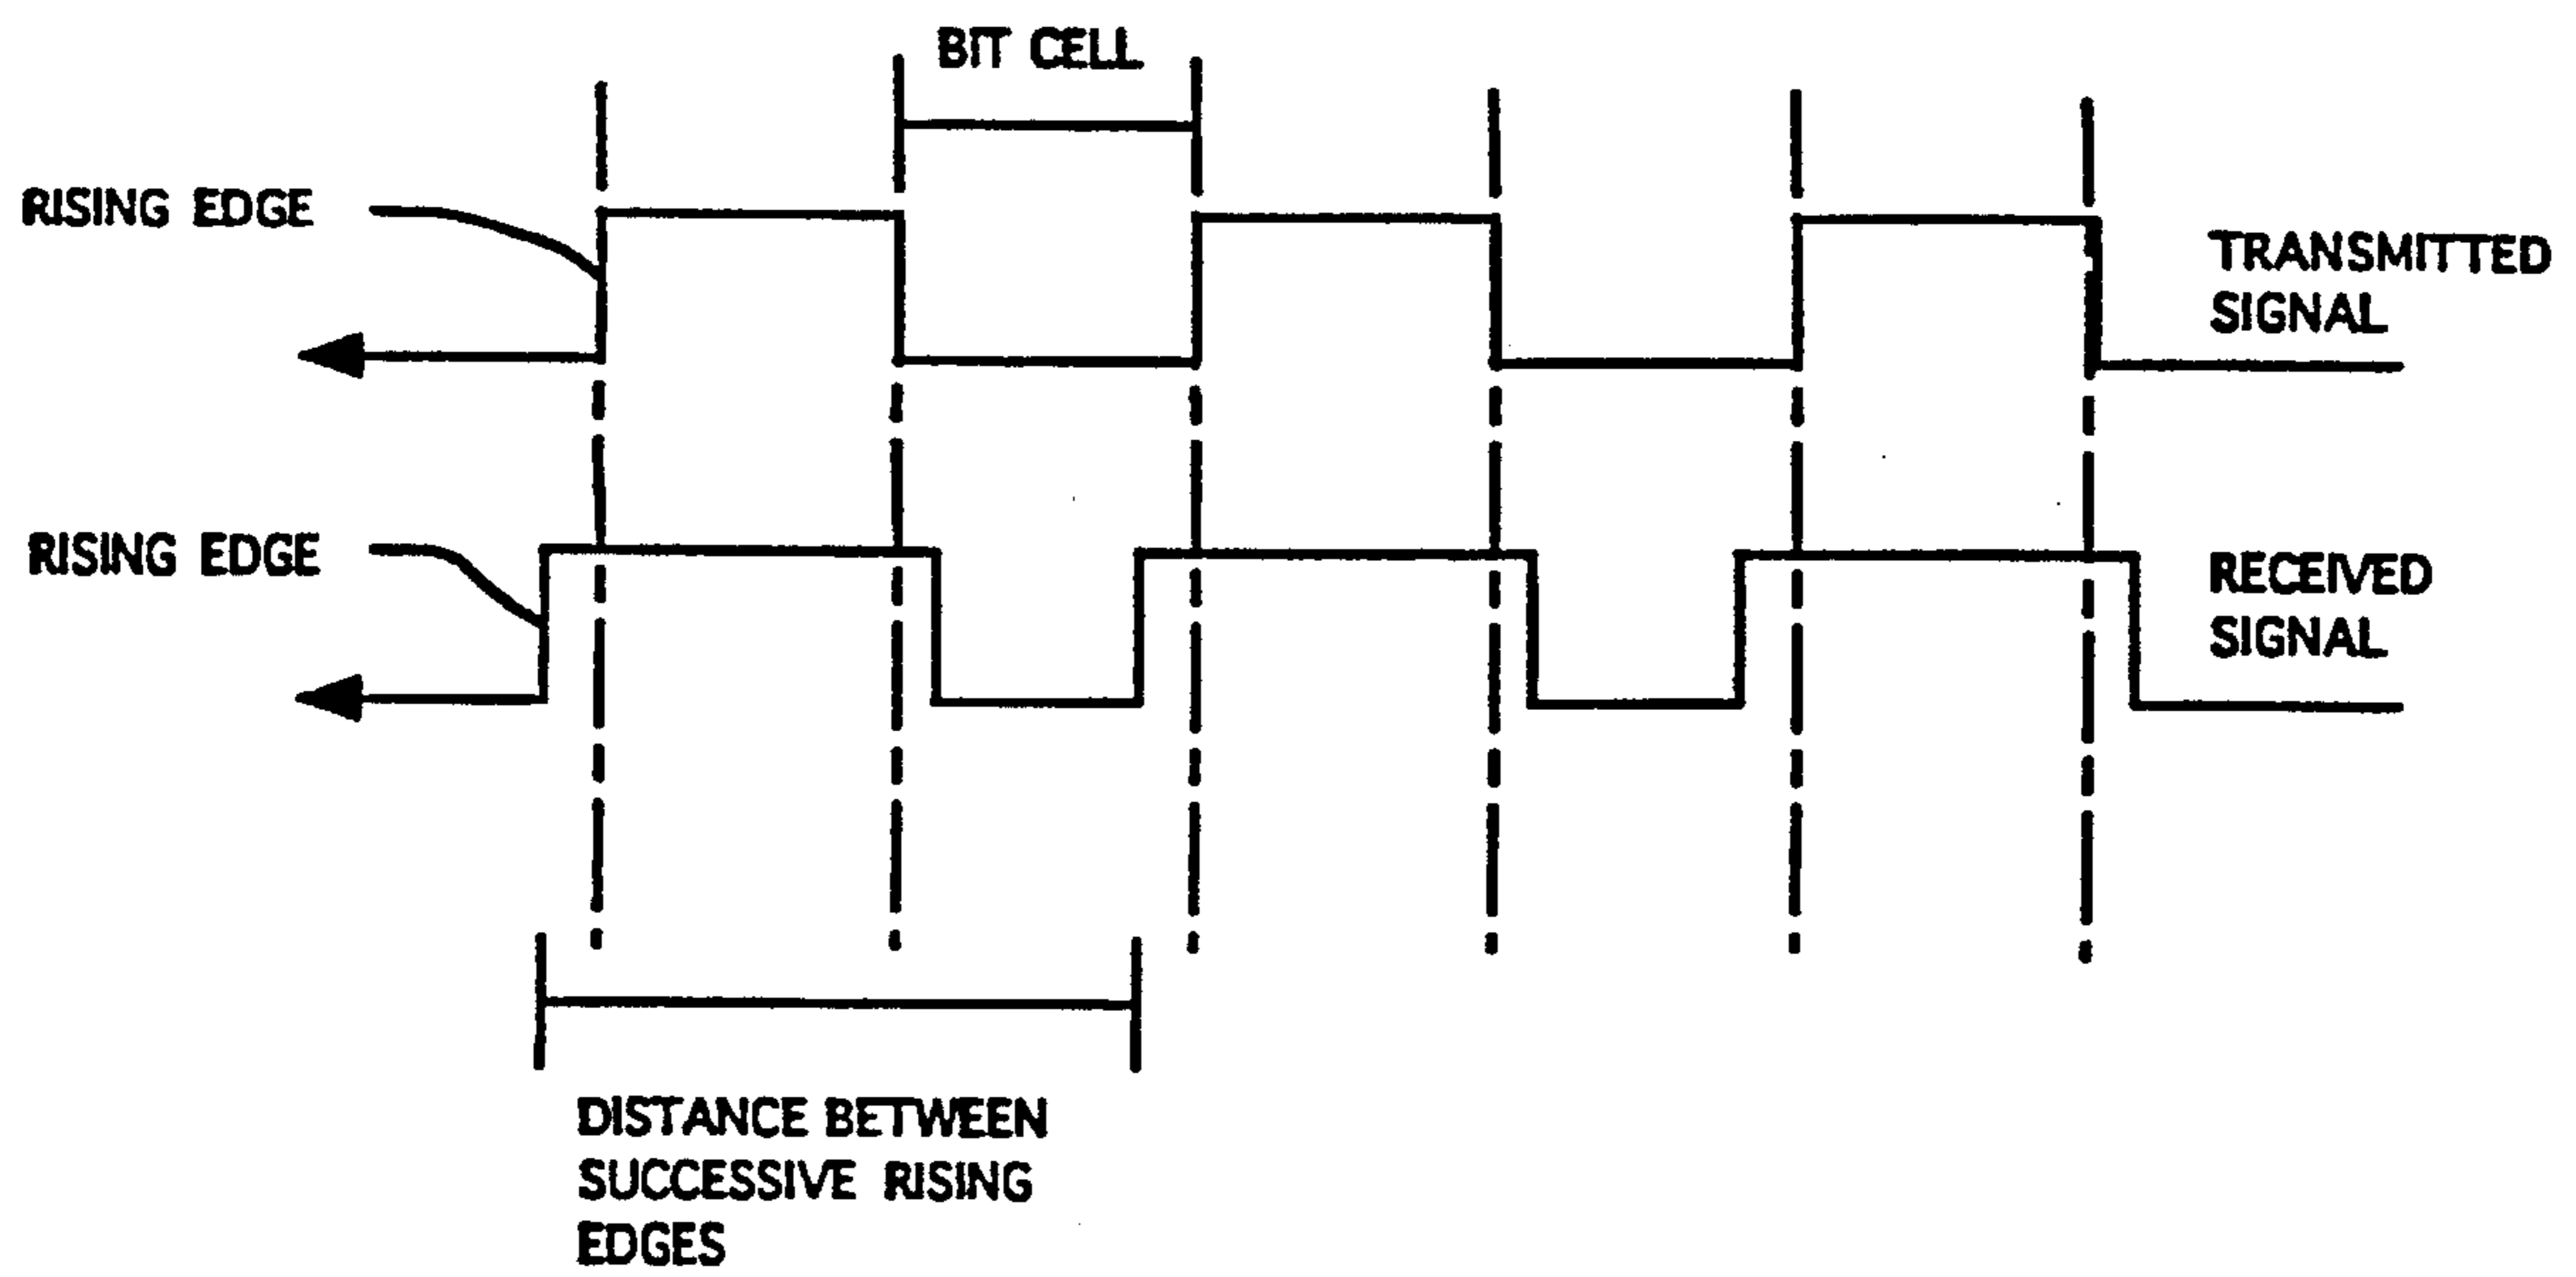 BIT CELL
RISING EDGE
TRANSMITTED
SIGNAL
RISING EDGE
RECEIVED
SIGNAL
DISTANCE BETWEEN
SUCCESSIVE RISING
EDGES